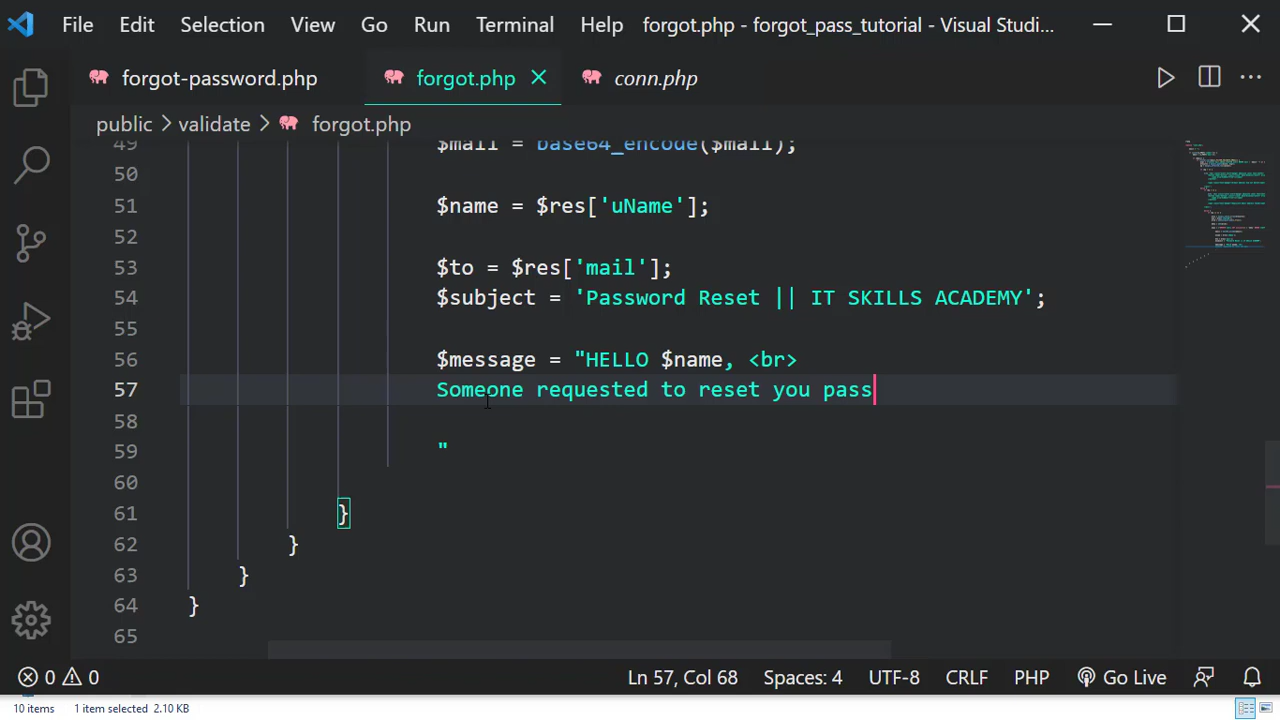 File Edit Selection View Go Run Terminal Help forgot.php - forgot_pass_tutorial - Visual Studi...
forgot-password.php forgot.php conn.php
public > validate > forgot.php
49 $mail = base64_encode($mail);
50
51 $name = $res['uName'];
52
53 $to = $res['mail'];
54 $subject = 'Password Reset || IT SKILLS ACADEMY';
55
56 $message = "HELLO $name, <br>
57 Someone requested to reset you pass
58
59 "
60
61 }
62 }
63 }
64 }
65
0 0 Ln 57, Col 68 Spaces: 4 UTF-8 CRLF PHP Go Live
10 items 1 item selected 2.10 KB